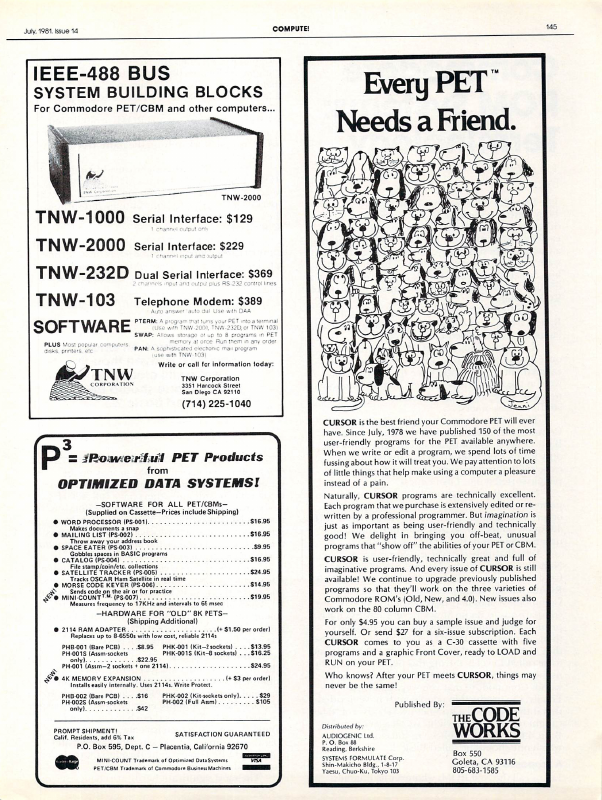 July, 1981. Issue 14
COMPUTE!
145
IEEE-488 BUS
SYSTEM BUILDING BLOCKS
For Commodore PET/CBM and other computers...
TNW-2000
TNW-1000 Serial Interface: $129
1 channel output only
TNW-2000 Serial Interface: $229
1 channel input and output
TNW-232D Dual Serial Interface: $369
2 channels input and output plus RS-232 control lines
TNW-103 Telephone Modem: $389
Auto answer/auto dial. Use with DAA
SOFTWARE
PLUS Most popular computers
disks, printers, etc.
PTERM: A program that turns your PET into a terminal
(Use with TNW 2000, TNW-232D, or TNW 103)
SWAP: Allows storage of up to 8 programs in PET
memory at once. Run them in any order
PAN: A sophisticated electronic mail program
(use with TNW-103)
Write or call for information today:
TNW
CORPORATION
TNW Corporation
3351 Hancock Street
San Diego CA 92110
(714) 225-1040
P³ = Powerful PET Products
from
OPTIMIZED DATA SYSTEMS!
—SOFTWARE FOR ALL PET/CBMs—
(Supplied on Cassette—Prices include Shipping)
● WORD PROCESSOR (PS-001) $16.95
Makes documents a snap
● MAILING LIST (PS-002) $16.95
Throw away your address book
● SPACE EATER (PS-003) $9.95
Gobbles spaces in BASIC programs
● CATALOG (PS-004) $16.95
File stamp/coin/etc. collections
● SATELLITE TRACKER (PS-005) $24.95
Tracks OSCAR Ham Satellite in real time
● MORSE CODE KEYER (PS-006) $14.95
Sends code on the air or for practice
NEW! ● MINI-COUNT T.M. (PS-007) $19.95
Measures frequency to 17KHz and intervals to 61 msec
—HARDWARE FOR "OLD" 8K PETS—
(Shipping Additional)
● 2114 RAM ADAPTER (+ $1.50 per order)
Replaces up to 8-6550s with low cost, reliable 2114s
PHB-001 (Bare PCB) $8.95 PHK-001 (Kit—2sockets) $13.95
PH-001S (Assm-sockets PHK-001S (Kit—8 sockets) $16.25
only) $22.95
PH-001 (Assm—2 sockets + one 2114) $24.95
NEW! ● 4K MEMORY EXPANSION (+ $3 per order)
Installs easily internally. Uses 2114s. Write Protect.
PHB-002 (Bare PCB) $16 PHK-002 (Kit-sockets only) $29
PH-002S (Assm-sockets PH-002 (Full Asm) $105
only) $42
PROMPT SHIPMENT!
Calif. Residents, add 6% Tax
SATISFACTION GUARANTEED
P.O. Box 595, Dept. C — Placentia, California 92670
MINI-COUNT Trademark of Optimized Data Systems
PET/CBM Trademark of Commodore Business Machines
VISA
Every PET™
Needs a Friend.
CURSOR is the best friend your Commodore PET will ever
have. Since July, 1978 we have published 150 of the most
user-friendly programs for the PET available anywhere.
When we write or edit a program, we spend lots of time
fussing about how it will treat you. We pay attention to lots
of little things that help make using a computer a pleasure
instead of a pain.
Naturally, CURSOR programs are technically excellent.
Each program that we purchase is extensively edited or re-
written by a professional programmer. But imagination is
just as important as being user-friendly and technically
good! We delight in bringing you off-beat, unusual
programs that "show off" the abilities of your PET or CBM.
CURSOR is user-friendly, technically great and full of
imaginative programs. And every issue of CURSOR is still
available! We continue to upgrade previously published
programs so that they'll work on the three varieties of
Commodore ROM's (Old, New, and 4.0). New issues also
work on the 80 column CBM.
For only $4.95 you can buy a sample issue and judge for
yourself. Or send $27 for a six-issue subscription. Each
CURSOR comes to you as a C-30 cassette with five
programs and a graphic Front Cover, ready to LOAD and
RUN on your PET.
Who knows? After your PET meets CURSOR, things may
never be the same!
Published By:
THE CODE
WORKS
Box 550
Goleta, CA 93116
805-683-1585
Distributed by:
AUDIOGENIC Ltd.
P. O. Box 88
Reading, Berkshire
SYSTEMS FORMULATE Corp.
Shin-Makicho Bldg., 1-8-17
Yaesu, Chuo-Ku, Tokyo 103